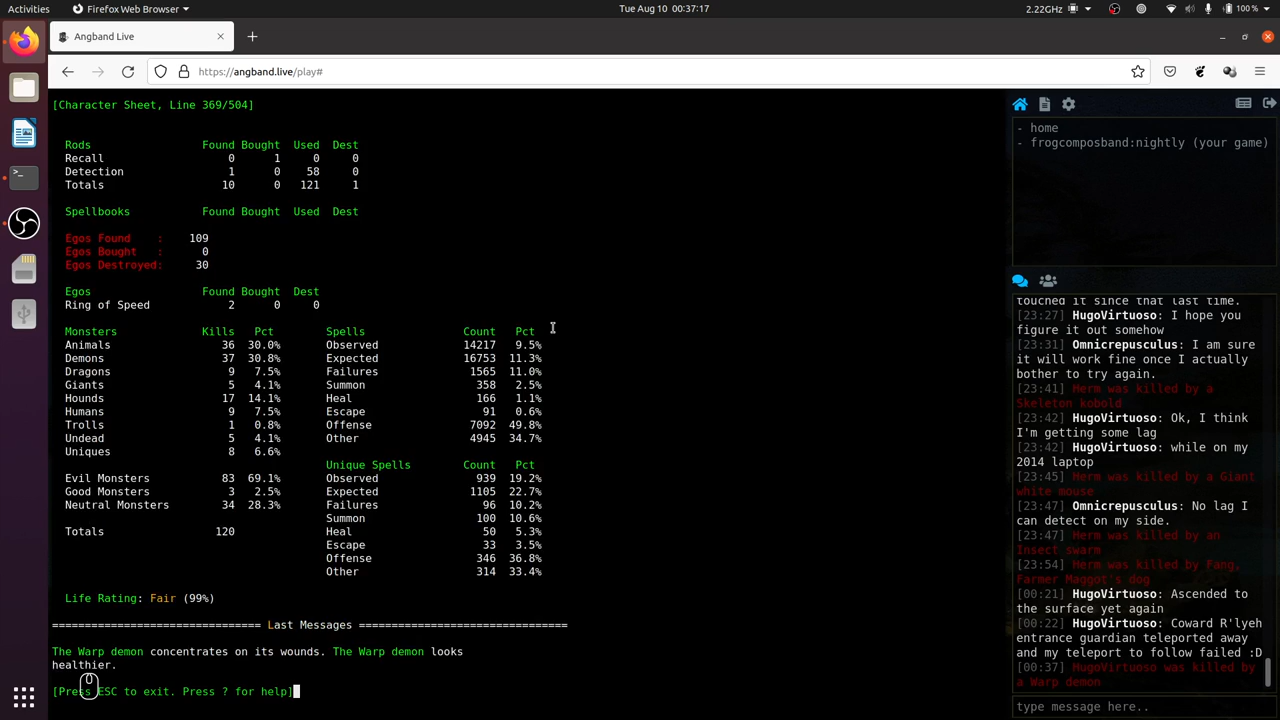 Activities
Firefox Web Browser
Tue Aug 10 00:37:17
2.22GHz
100 %
Angband Live
https://angband.live/play#
[Character Sheet, Line 369/504]
Rods Found Bought Used Dest
Recall 0 1 0 0
Detection 1 0 58 0
Totals 10 0 121 1
Spellbooks Found Bought Used Dest
Egos Found : 109
Egos Bought : 0
Egos Destroyed: 30
Egos Found Bought Dest
Ring of Speed 2 0 0
Monsters Kills Pct Spells Count Pct
Animals 36 30.0% Observed 14217 9.5%
Demons 37 30.8% Expected 16753 11.3%
Dragons 9 7.5% Failures 1565 11.0%
Giants 5 4.1% Summon 358 2.5%
Hounds 17 14.1% Heal 166 1.1%
Humans 9 7.5% Escape 91 0.6%
Trolls 1 0.8% Offense 7092 49.8%
Undead 5 4.1% Other 4945 34.7%
Uniques 8 6.6%
Unique Spells Count Pct
Evil Monsters 83 69.1% Observed 939 19.2%
Good Monsters 3 2.5% Expected 1105 22.7%
Neutral Monsters 34 28.3% Failures 96 10.2%
Summon 100 10.6%
Totals 120 Heal 50 5.3%
Escape 33 3.5%
Offense 346 36.8%
Other 314 33.4%
Life Rating: Fair (99%)
================================ Last Messages =================================
The Warp demon concentrates on its wounds. The Warp demon looks
healthier.
[Press ESC to exit. Press ? for help]
- home
- frogcomposband:nightly (your game)
touched it since that last time.
[23:27] HugoVirtuoso: I hope you
figure it out somehow
[23:31] Omnicrepusculus: I am sure
it will work fine once I actually
bother to try again.
[23:41] Herm was killed by a
Skeleton kobold
[23:42] HugoVirtuoso: Ok, I think
I'm getting some lag
[23:42] HugoVirtuoso: while on my
2014 laptop
[23:45] Herm was killed by a Giant
white mouse
[23:47] Omnicrepusculus: No lag I
can detect on my side.
[23:47] Herm was killed by an
Insect swarm
[23:54] Herm was killed by Fang,
Farmer Maggot's dog
[00:21] HugoVirtuoso: Ascended to
the surface yet again
[00:22] HugoVirtuoso: Coward R'lyeh
entrance guardian teleported away
and my teleport to follow failed :D
[00:37] HugoVirtuoso was killed by
a Warp demon
type message here..